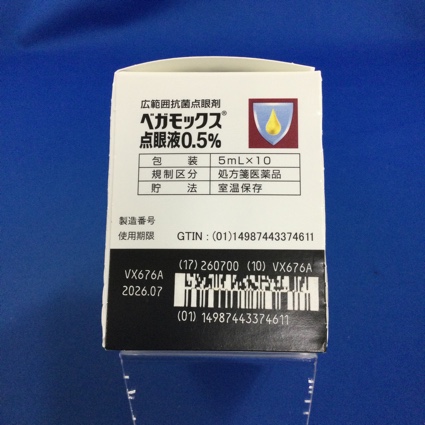 広範囲抗菌点眼剤
ベガモックス®
点眼液0.5%
包装 5mL×10
規制区分 処方箋医薬品
貯法 室温保存
製造番号
使用期限 GTIN : (01)14987443374611
(17) 260700 (10) VX676A
VX676A
2026.07
(01) 14987443374611